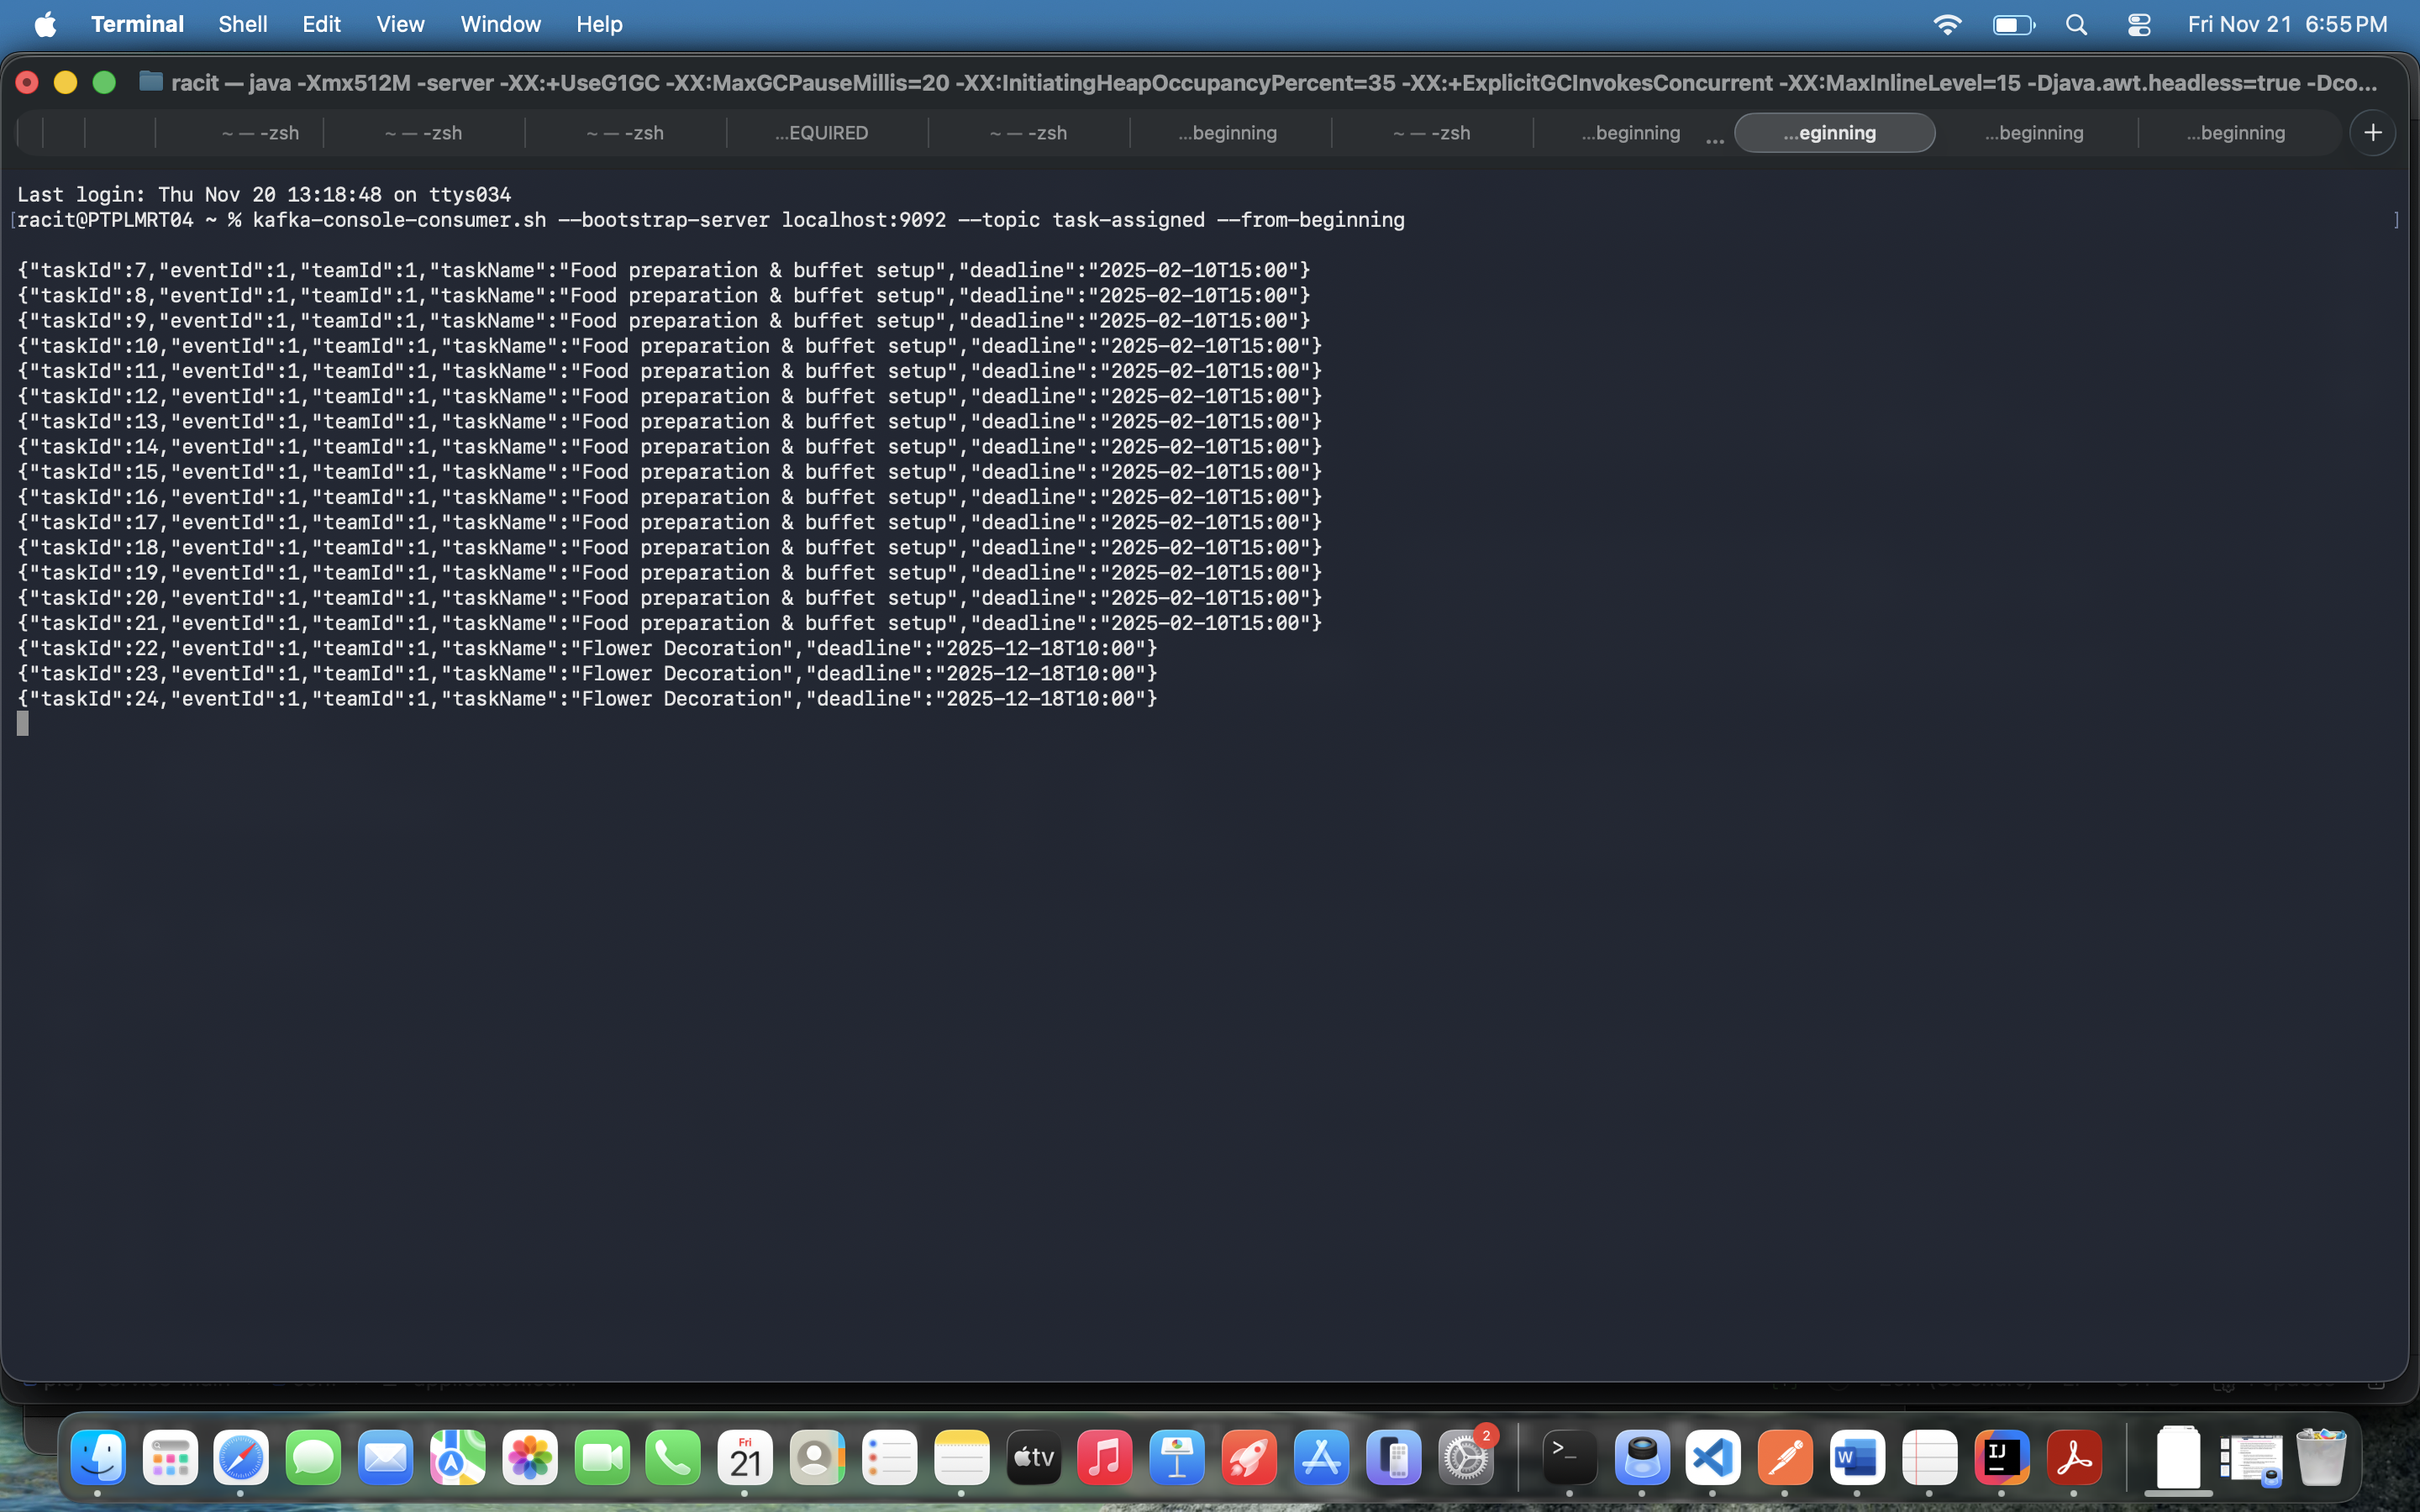 Terminal Shell Edit View Window Help Fri Nov 21 6:55 PM
racit — java -Xmx512M -server -XX:+UseG1GC -XX:MaxGCPauseMillis=20 -XX:InitiatingHeapOccupancyPercent=35 -XX:+ExplicitGCInvokesConcurrent -XX:MaxInlineLevel=15 -Djava.awt.headless=true -Dco...
~ — -zsh ~ — -zsh ~ — -zsh ...EQUIRED ~ — -zsh ...beginning ~ — -zsh ...beginning ... ...eginning ...beginning ...beginning +
Last login: Thu Nov 20 13:18:48 on ttys034
[racit@PTPLMRT04 ~ % kafka-console-consumer.sh --bootstrap-server localhost:9092 --topic task-assigned --from-beginning ]
{"taskId":7,"eventId":1,"teamId":1,"taskName":"Food preparation & buffet setup","deadline":"2025-02-10T15:00"}
{"taskId":8,"eventId":1,"teamId":1,"taskName":"Food preparation & buffet setup","deadline":"2025-02-10T15:00"}
{"taskId":9,"eventId":1,"teamId":1,"taskName":"Food preparation & buffet setup","deadline":"2025-02-10T15:00"}
{"taskId":10,"eventId":1,"teamId":1,"taskName":"Food preparation & buffet setup","deadline":"2025-02-10T15:00"}
{"taskId":11,"eventId":1,"teamId":1,"taskName":"Food preparation & buffet setup","deadline":"2025-02-10T15:00"}
{"taskId":12,"eventId":1,"teamId":1,"taskName":"Food preparation & buffet setup","deadline":"2025-02-10T15:00"}
{"taskId":13,"eventId":1,"teamId":1,"taskName":"Food preparation & buffet setup","deadline":"2025-02-10T15:00"}
{"taskId":14,"eventId":1,"teamId":1,"taskName":"Food preparation & buffet setup","deadline":"2025-02-10T15:00"}
{"taskId":15,"eventId":1,"teamId":1,"taskName":"Food preparation & buffet setup","deadline":"2025-02-10T15:00"}
{"taskId":16,"eventId":1,"teamId":1,"taskName":"Food preparation & buffet setup","deadline":"2025-02-10T15:00"}
{"taskId":17,"eventId":1,"teamId":1,"taskName":"Food preparation & buffet setup","deadline":"2025-02-10T15:00"}
{"taskId":18,"eventId":1,"teamId":1,"taskName":"Food preparation & buffet setup","deadline":"2025-02-10T15:00"}
{"taskId":19,"eventId":1,"teamId":1,"taskName":"Food preparation & buffet setup","deadline":"2025-02-10T15:00"}
{"taskId":20,"eventId":1,"teamId":1,"taskName":"Food preparation & buffet setup","deadline":"2025-02-10T15:00"}
{"taskId":21,"eventId":1,"teamId":1,"taskName":"Food preparation & buffet setup","deadline":"2025-02-10T15:00"}
{"taskId":22,"eventId":1,"teamId":1,"taskName":"Flower Decoration","deadline":"2025-12-18T10:00"}
{"taskId":23,"eventId":1,"teamId":1,"taskName":"Flower Decoration","deadline":"2025-12-18T10:00"}
{"taskId":24,"eventId":1,"teamId":1,"taskName":"Flower Decoration","deadline":"2025-12-18T10:00"}
Fri
21
tv
2
>_
W
IJ